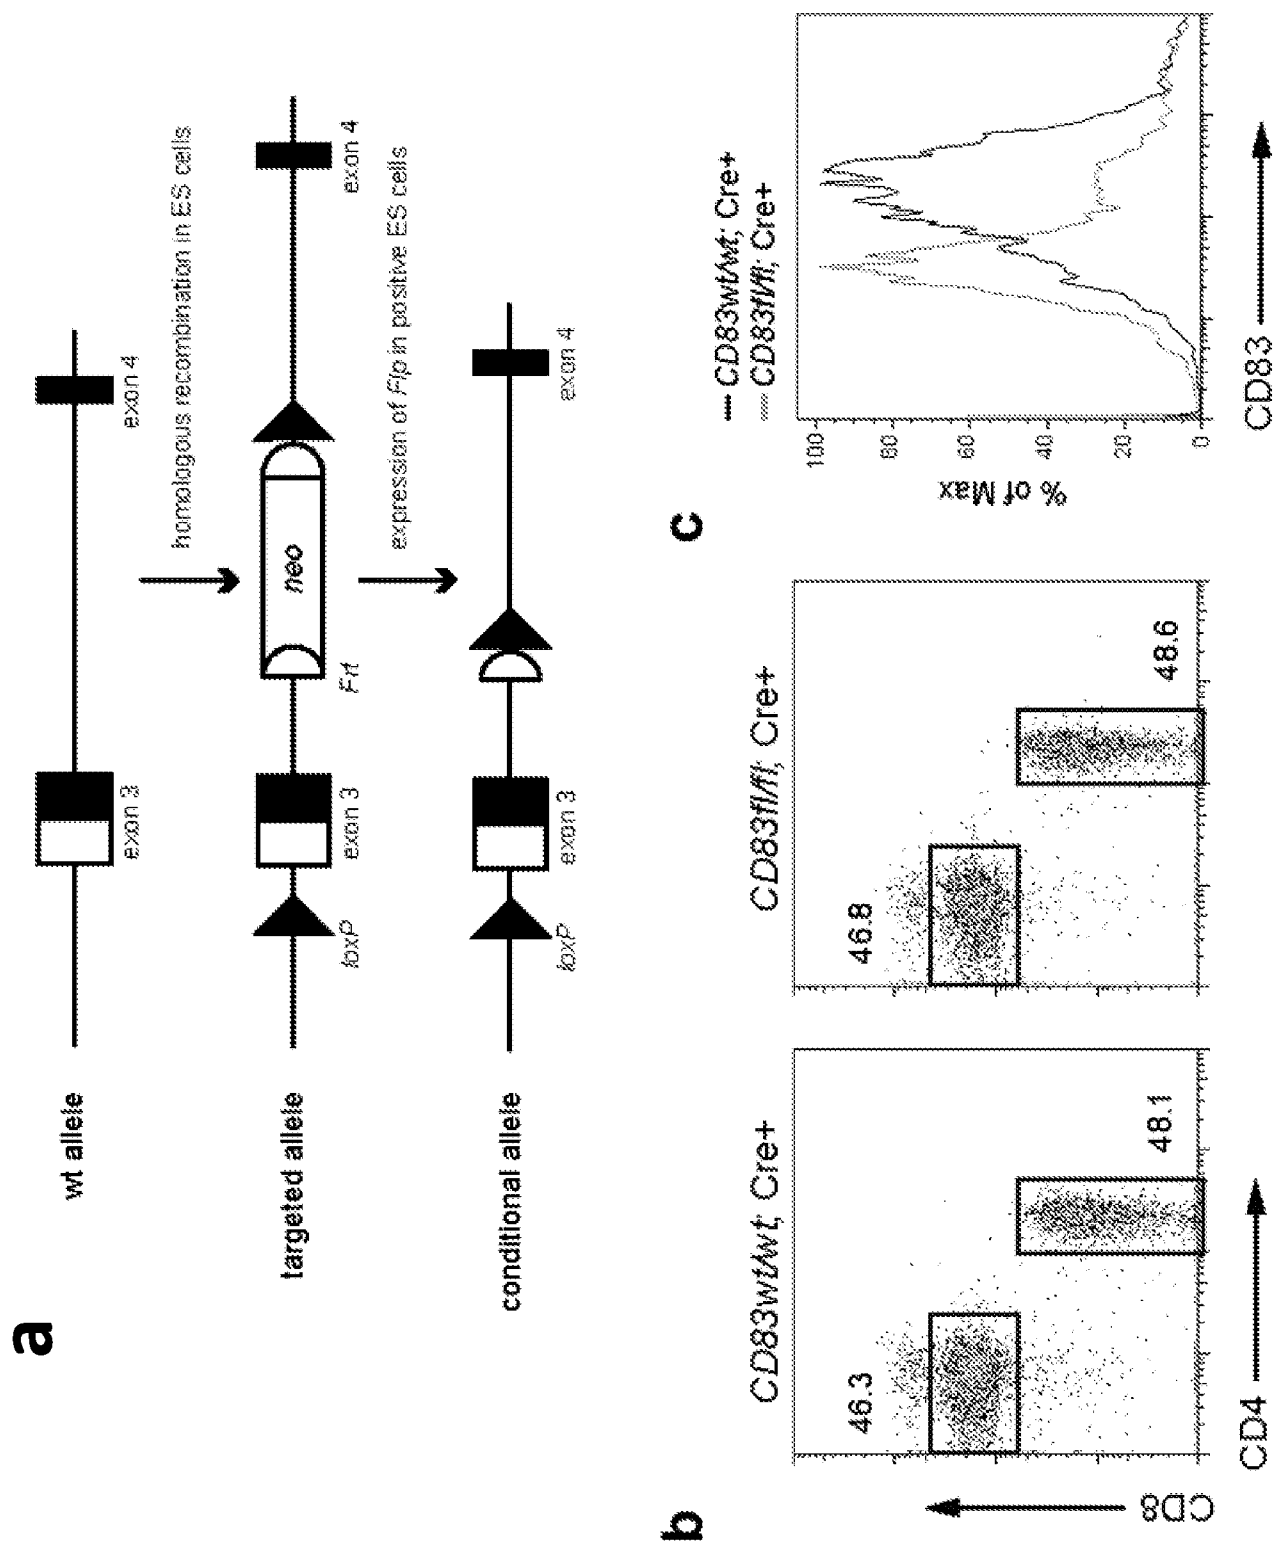 a
wt allele
exon 3
exon 4
homologous recombination in ES cells
targeted allele
loxP
exon 3
Frt
neo
exon 4
expression of Flp in positive ES cells
conditional allele
loxP
exon 3
exon 4
b
CD83wt/wt; Cre+
46.3
48.1
CD8
CD4
CD83fl/fl; Cre+
46.8
48.6
c
CD83wt/wt; Cre+
CD83fl/fl; Cre+
% of Max
100
80
60
40
20
0
CD83